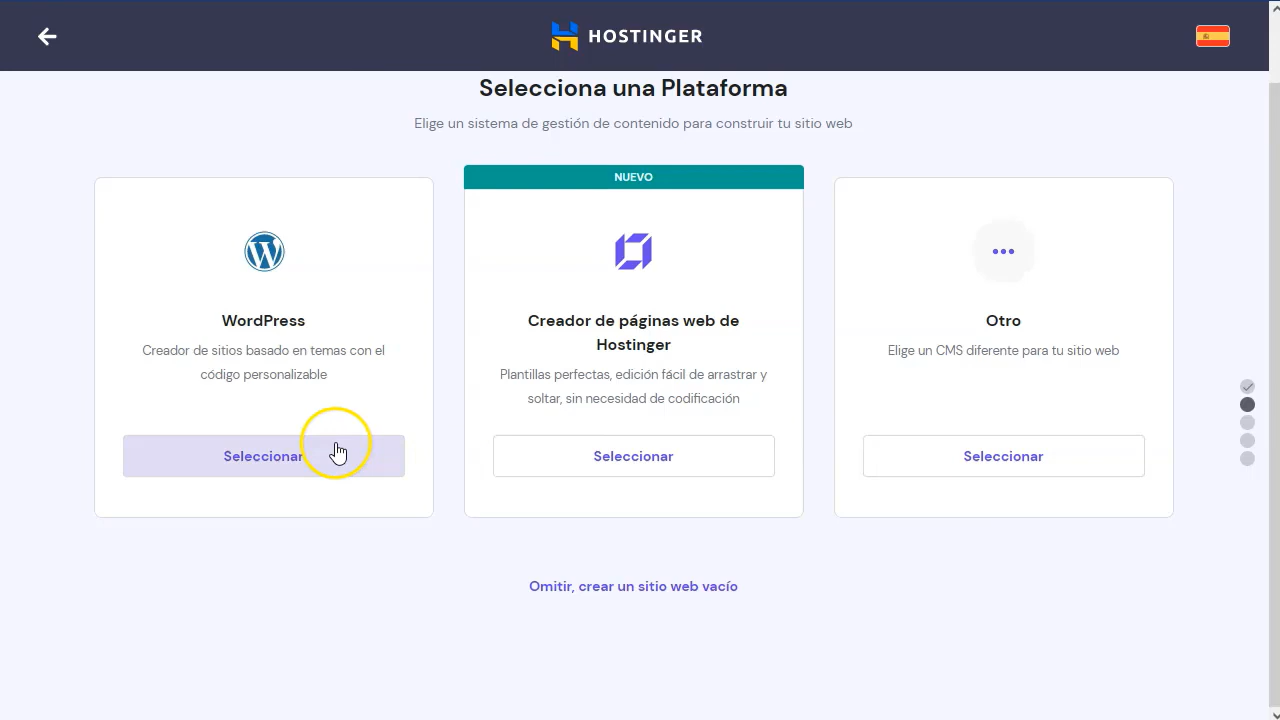 HOSTINGER
Selecciona una Plataforma
Elige un sistema de gestión de contenido para construir tu sitio web
WordPress
Creador de sitios basado en temas con el
código personalizable
Seleccionar
NUEVO
Creador de páginas web de
Hostinger
Plantillas perfectas, edición fácil de arrastrar y
soltar, sin necesidad de codificación
Seleccionar
Otro
Elige un CMS diferente para tu sitio web
Seleccionar
Omitir, crear un sitio web vacío